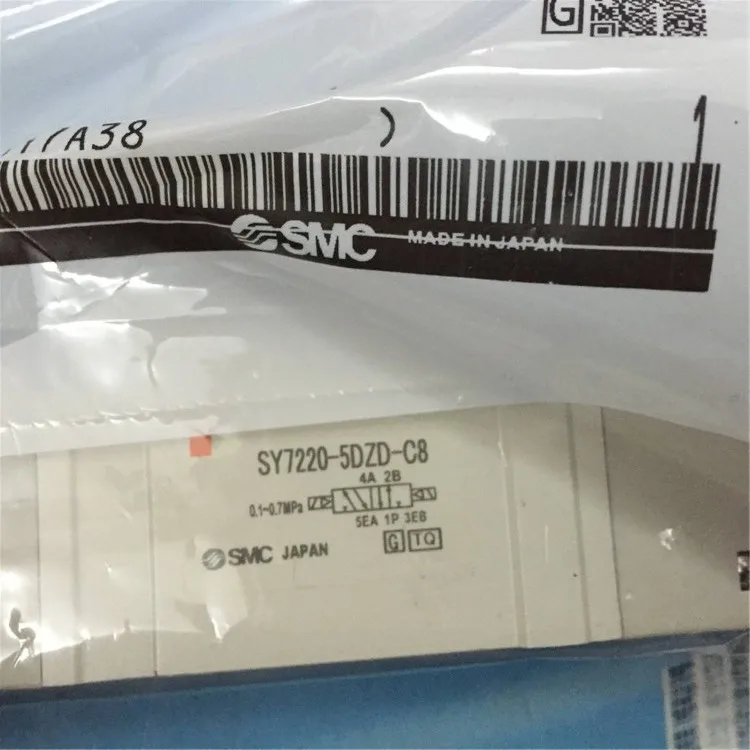 G
7A38 )
SMC MADE IN JAPAN
SY7220-5DZD-C8
4A 2B
0.1~0.7MPa
5EA 1P 3EB
SMC JAPAN G TQ